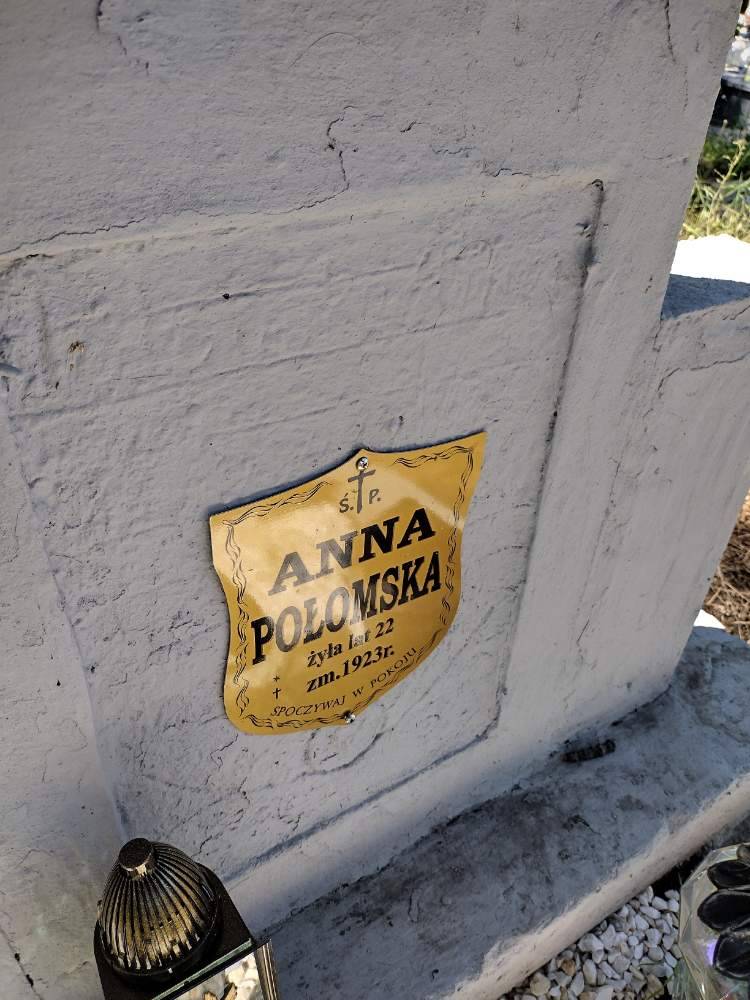 Ś. P.
ANNA
POŁOMSKA
żyła lat 22
zm.1923r.
SPOCZYWAJ W POKOJU